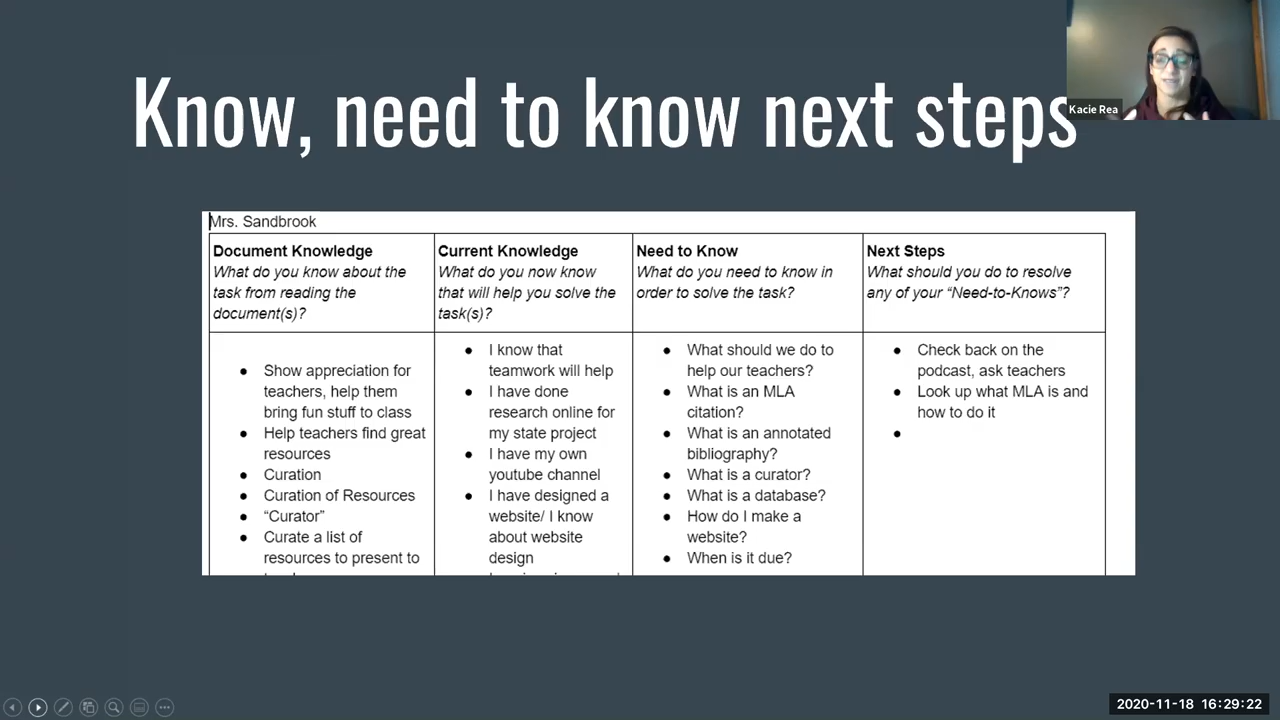 Know, need to know next steps
Kacie Rea
Mrs. Sandbrook
Document Knowledge
What do you know about the
task from reading the
document(s)?
Current Knowledge
What do you now know
that will help you solve the
task(s)?
Need to Know
What do you need to know in
order to solve the task?
Next Steps
What should you do to resolve
any of your “Need-to-Knows”?
● Show appreciation for
teachers, help them
bring fun stuff to class
● Help teachers find great
resources
● Curation
● Curation of Resources
● “Curator”
● Curate a list of
resources to present to
● I know that
teamwork will help
● I have done
research online for
my state project
● I have my own
youtube channel
● I have designed a
website/ I know
about website
design
● What should we do to
help our teachers?
● What is an MLA
citation?
● What is an annotated
bibliography?
● What is a curator?
● What is a database?
● How do I make a
website?
● When is it due?
● Check back on the
podcast, ask teachers
● Look up what MLA is and
how to do it
●
2020-11-18 16:29:22